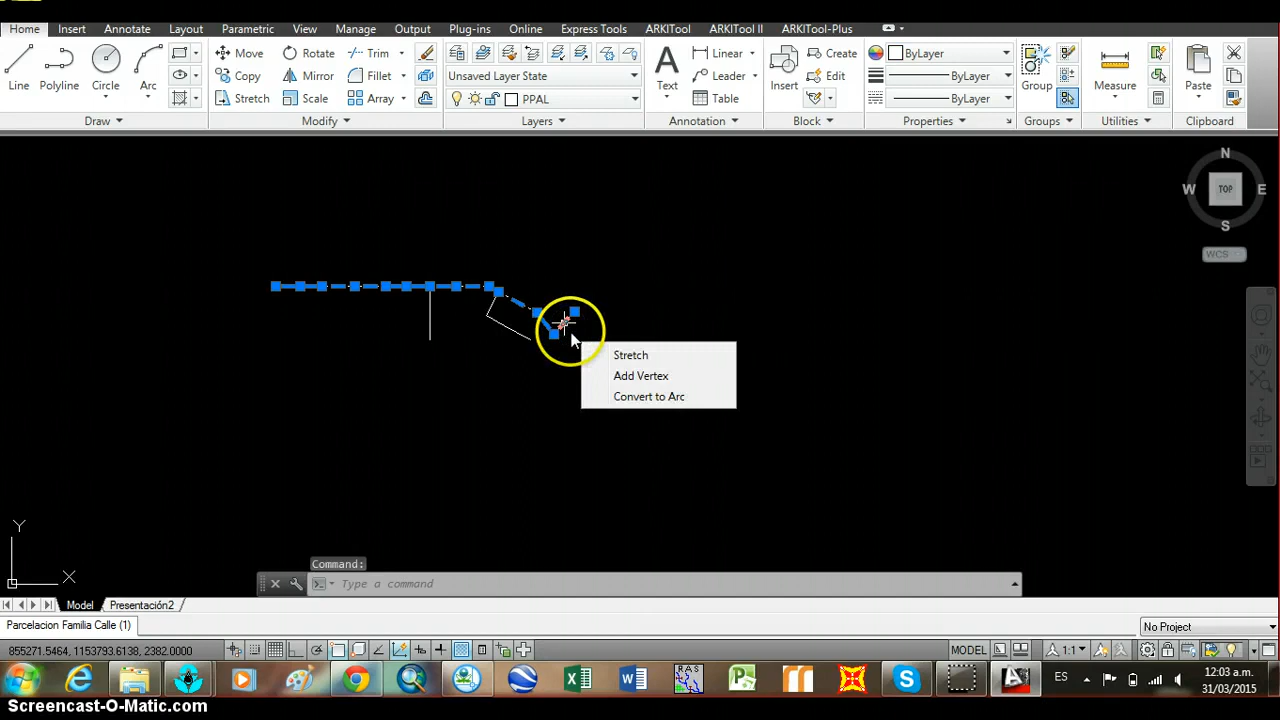 Home Insert Annotate Layout Parametric View Manage Output Plug-ins Online Express Tools ARKITool ARKITool II ARKITool-Plus
Line Polyline Circle Arc
Move Rotate Trim
Copy Mirror Fillet
Stretch Scale Array
Unsaved Layer State
PPAL
Text
Linear
Leader
Table
Insert
Create
Edit
ByLayer
ByLayer
ByLayer
Group
Measure
Paste
Draw Modify Layers Annotation Block Properties Groups Utilities Clipboard
N
W TOP E
S
WCS
Stretch
Add Vertex
Convert to Arc
Y
X
Command:
Type a command
Model Presentación2
Parcelacion Familia Calle (1)
No Project
855271.5464, 1153793.6138, 2382.0000
MODEL
1:1
RAS
ES
12:03 a.m.
31/03/2015
Screencast-O-Matic.com